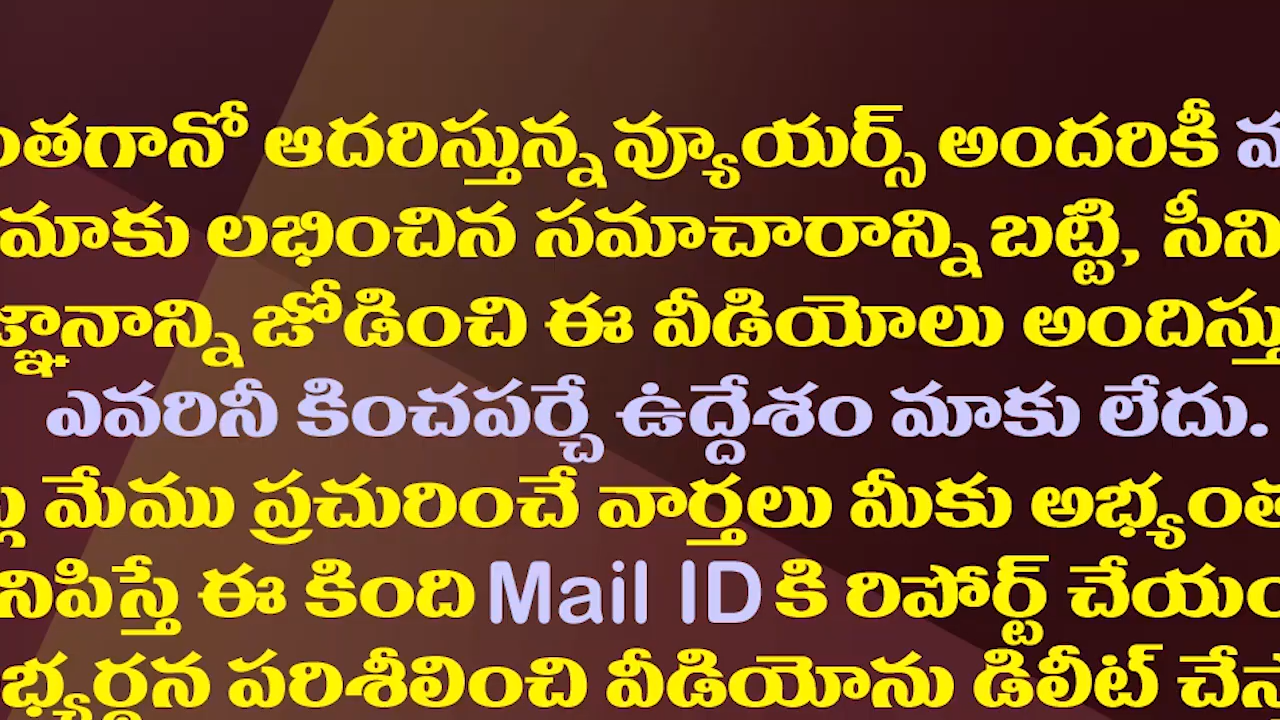 ంతగానో ఆదరిస్తున్న వ్యూయర్స్ అందరికీ
మాకు లభించిన సమాచారాన్ని బట్టి, సీని
జ్ఞానాన్ని జోడించి ఈ వీడియోలు అందిస్తు
ఎవరినీ కించపర్చే ఉద్దేశం మాకు లేదు.
మేము ప్రచురించే వార్తలు మీకు అభ్యంత
నిపిస్తే ఈ కింది Mail ID కి రిపోర్ట్ చేయం
భ్యర్ధన పరిశీలించి వీడియోను డిలీట్ చేస